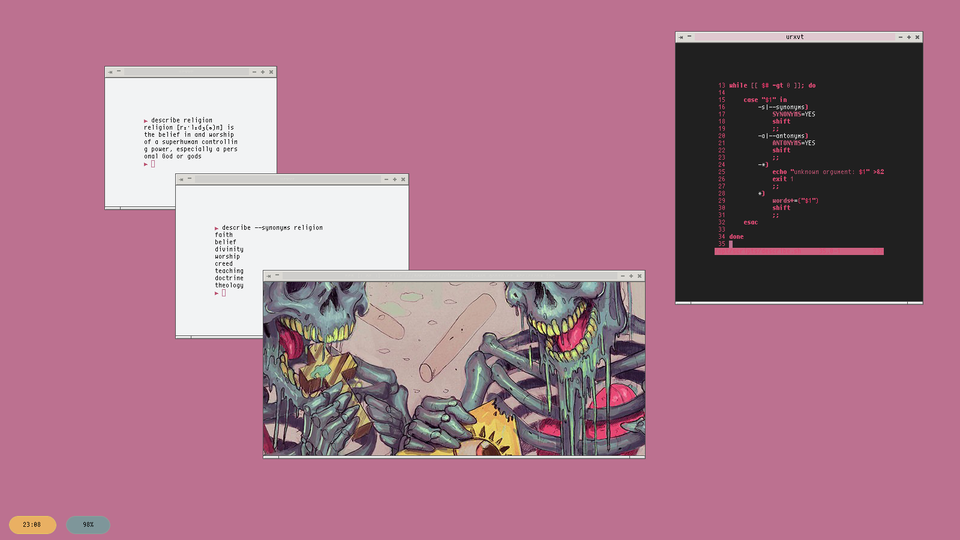 ▸ describe religion
religion [rɪˈlɪdʒ(ə)n] is
the belief in and worship
of a superhuman controllin
g power, especially a pers
onal God or gods
▸
▸ describe --synonyms religion
faith
belief
divinity
worship
creed
teaching
doctrine
theology
▸
urxvt
13 while [[ $# -gt 0 ]]; do
14
15 case "$1" in
16 -s|--synonyms)
17 SYNONYMS=YES
18 shift
19 ;;
20 -a|--antonyms)
21 ANTONYMS=YES
22 shift
23 ;;
24 -*)
25 echo "unknown argument: $1" >&2
26 exit 1
27 ;;
28 *)
29 words+=("$1")
30 shift
31 ;;
32 esac
33
34 done
35
23:08
98%